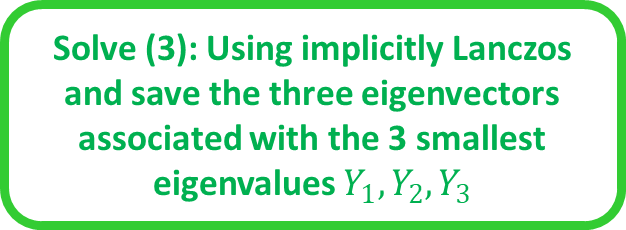 Solve (3): Using implicitly Lanczos
and save the three eigenvectors
associated with the 3 smallest
eigenvalues Y₁, Y₂, Y₃